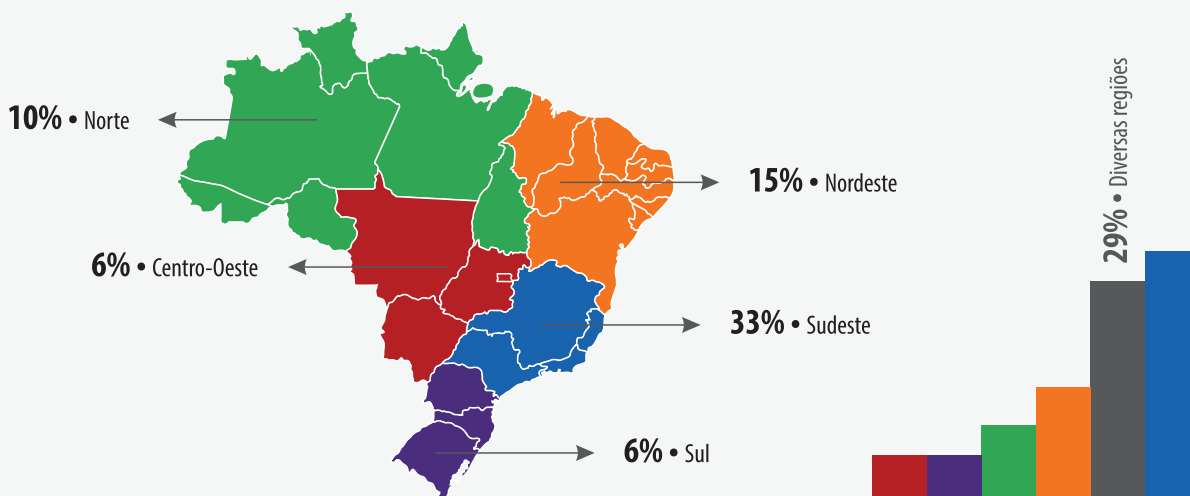 10% • Norte
15% • Nordeste
6% • Centro-Oeste
33% • Sudeste
6% • Sul
29% • Diversas regiões